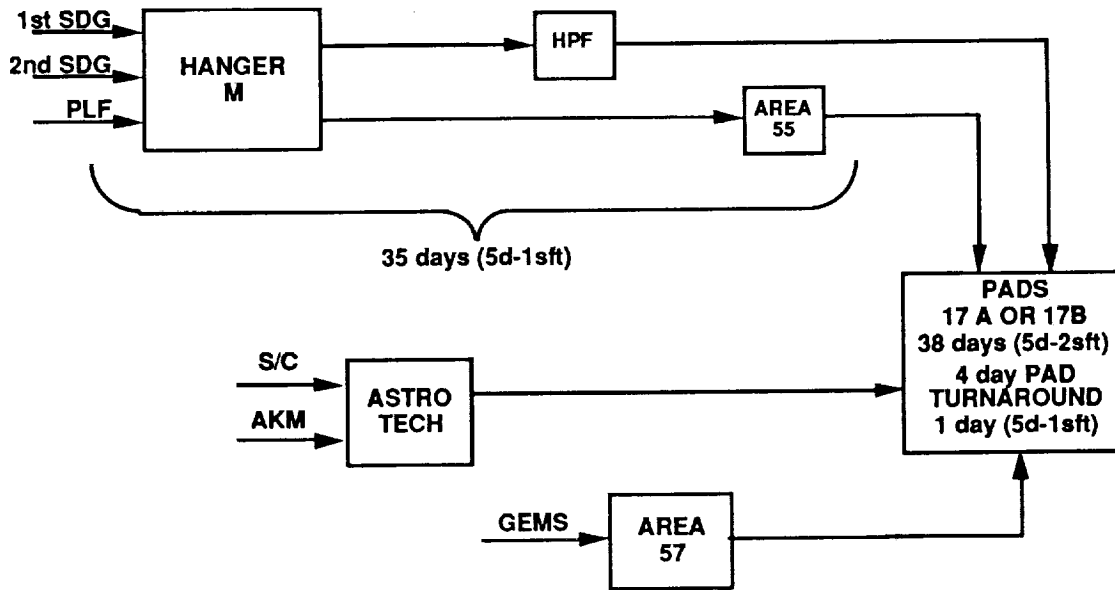 1st SDG
2nd SDG
PLF
HANGER
M
HPF
AREA
55
35 days (5d-1sft)
S/C
AKM
ASTRO
TECH
GEMS
AREA
57
PADS
17 A OR 17B
38 days (5d-2sft)
4 day PAD
TURNAROUND
1 day (5d-1sft)